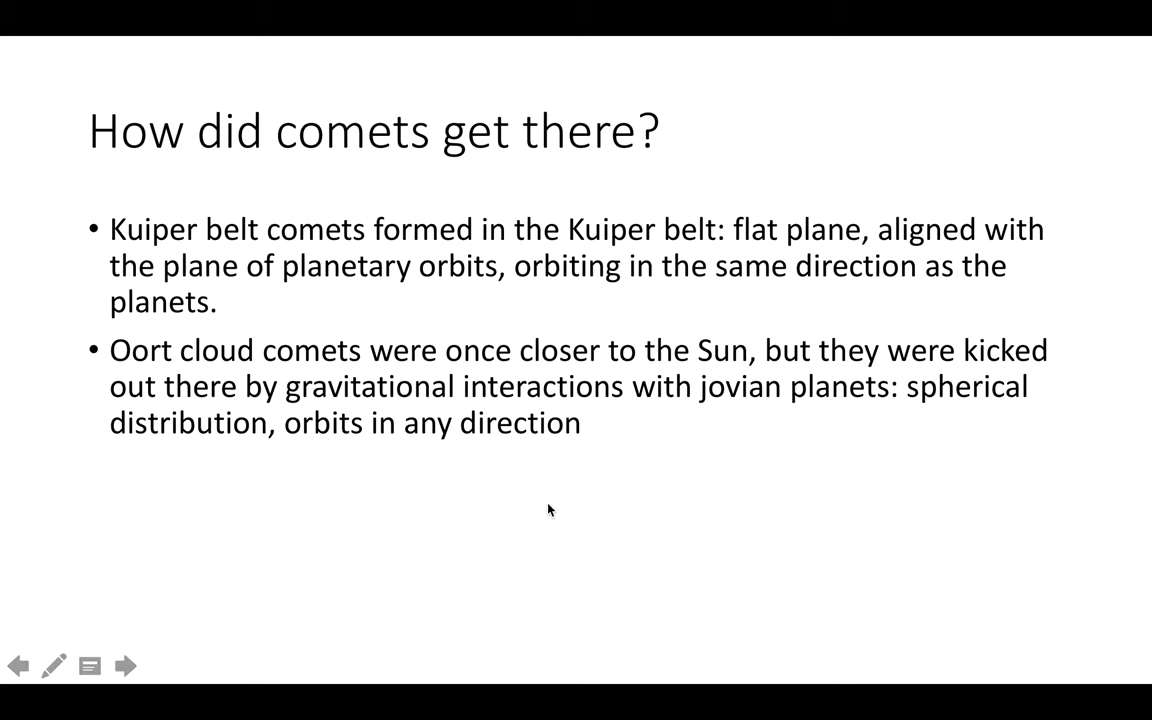 How did comets get there?
• Kuiper belt comets formed in the Kuiper belt: flat plane, aligned with
the plane of planetary orbits, orbiting in the same direction as the
planets.
• Oort cloud comets were once closer to the Sun, but they were kicked
out there by gravitational interactions with jovian planets: spherical
distribution, orbits in any direction